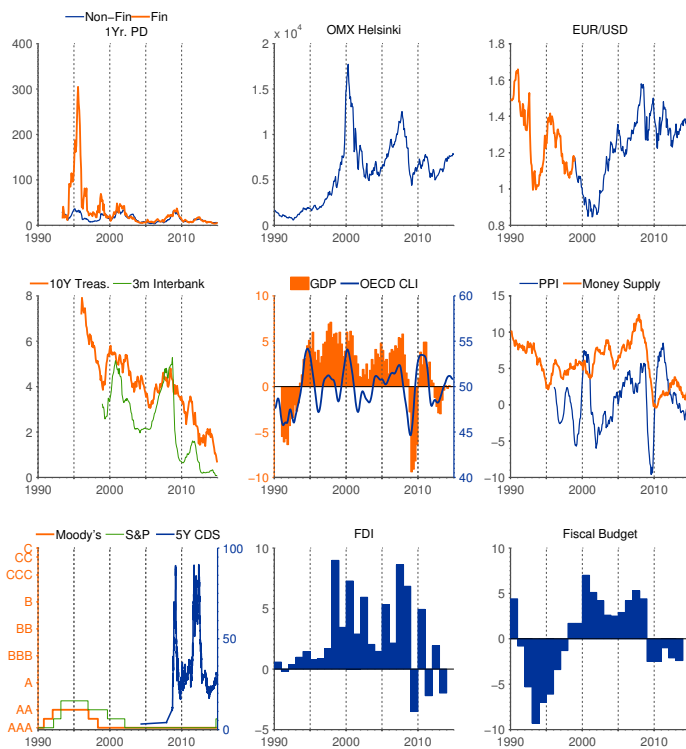 Non−Fin Fin
1Yr. PD
400
300
200
100
0
1990 2000 2010
OMX Helsinki
x 10^4
2
1.5
1
0.5
0
1990 2000 2010
EUR/USD
1.8
1.6
1.4
1.2
1
0.8
1990 2000 2010
10Y Treas. 3m Interbank
8
6
4
2
0
1990 2000 2010
GDP OECD CLI
10 60
5 55
0 50
−5 45
−10 40
1990 2000 2010
PPI Money Supply
15
10
5
0
−5
−10
1990 2000 2010
Moody's S&P 5Y CDS
C 100
CC
CCC
B
BB 50
BBB
A
AA
AAA 0
1990 2000 2010
FDI
10
5
0
−5
1990 2000 2010
Fiscal Budget
10
5
0
−5
−10
1990 2000 2010